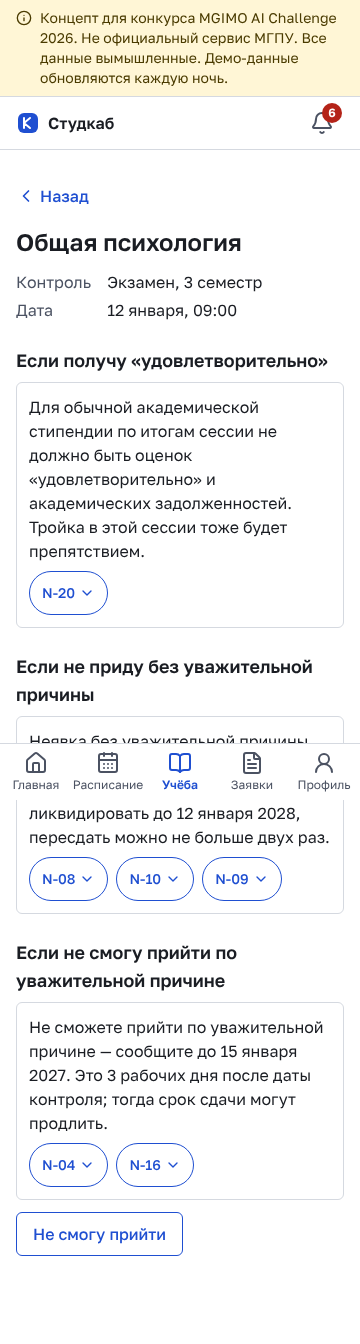 Концепт для конкурса MGIMO AI Challenge
2026. Не официальный сервис МГПУ. Все
данные вымышленные. Демо-данные
обновляются каждую ночь.
Студкаб
6
Назад
Общая психология
Контроль Экзамен, 3 семестр
Дата 12 января, 09:00
Если получу «удовлетворительно»
Для обычной академической
стипендии по итогам сессии не
должно быть оценок
«удовлетворительно» и
академических задолженностей.
Тройка в этой сессии тоже будет
препятствием.
N-20
Если не приду без уважительной
причины
Неявка без уважительной причины
Главная Расписание Учёба Заявки Профиль
ликвидировать до 12 января 2028,
пересдать можно не больше двух раз.
N-08 N-10 N-09
Если не смогу прийти по
уважительной причине
Не сможете прийти по уважительной
причине — сообщите до 15 января
2027. Это 3 рабочих дня после даты
контроля; тогда срок сдачи могут
продлить.
N-04 N-16
Не смогу прийти